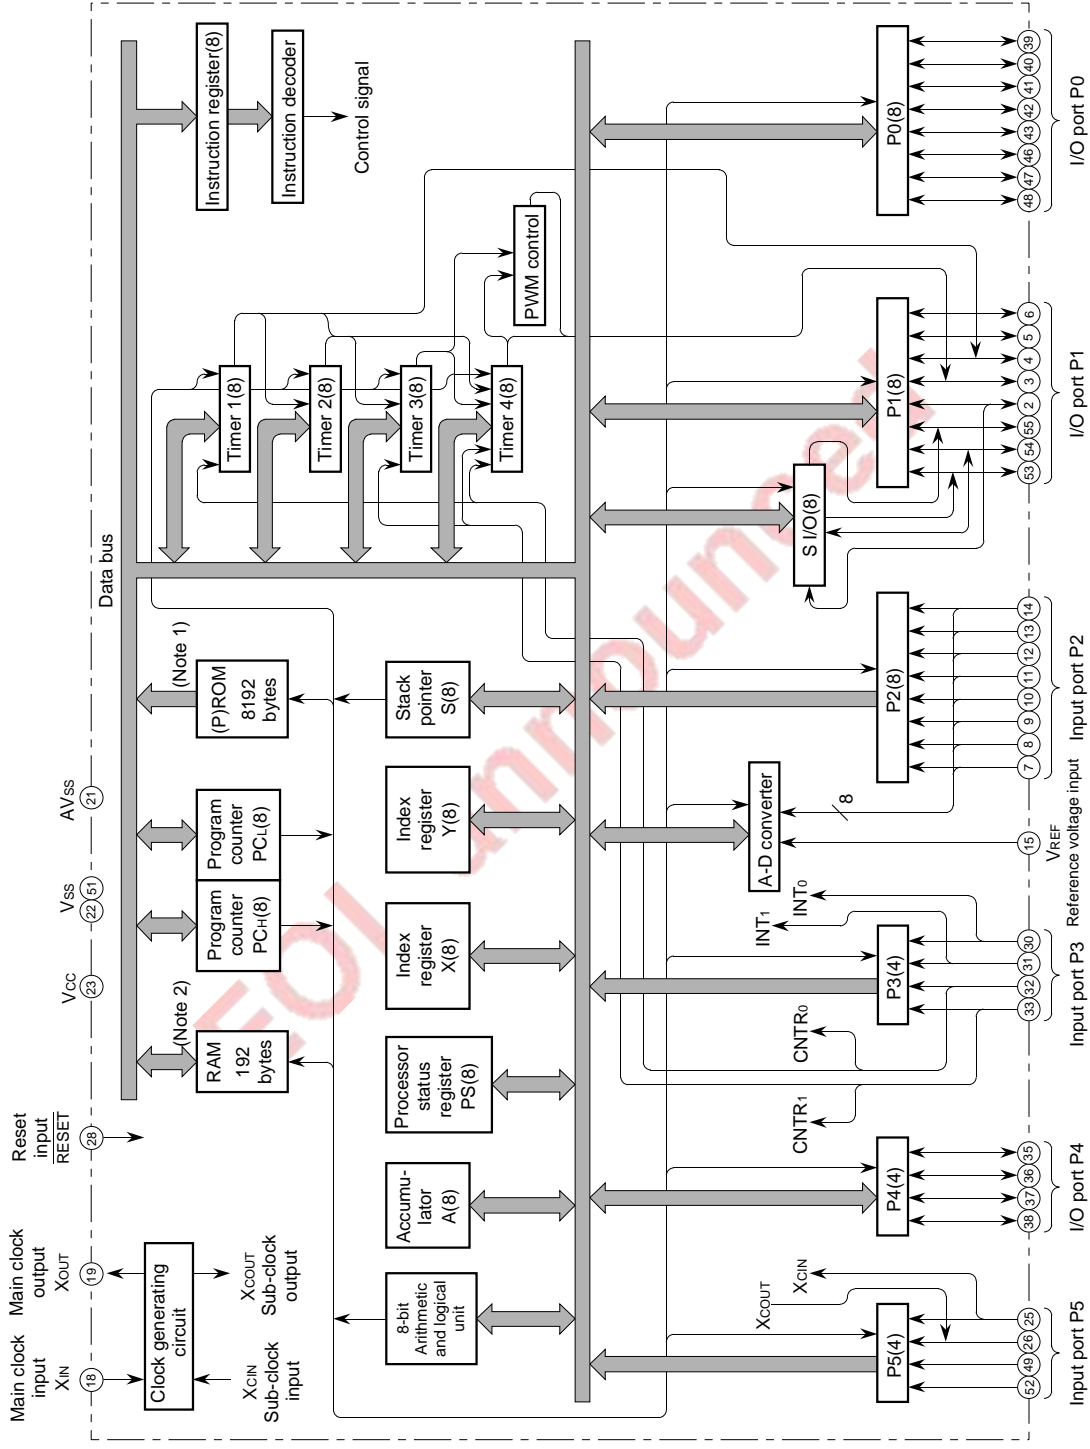 Main clock
input
XIN
18
Main clock
output
XOUT
19
Reset
input
RESET
28
VCC
23
VSS
22
51
AVSS
21
Clock generating
circuit
XCIN
Sub-clock
input
XCOUT
Sub-clock
output
Data bus
RAM
192
bytes
(Note 2)
Program
counter
PCH(8)
Program
counter
PCL(8)
(P)ROM
8192
bytes
(Note 1)
Instruction register(8)
Instruction decoder
Control signal
8-bit
Arithmetic
and logical
unit
Accumu-
lator
A(8)
Processor
status
register
PS(8)
Index
register
X(8)
Index
register
Y(8)
Stack
pointer
S(8)
Timer 1(8)
Timer 2(8)
Timer 3(8)
Timer 4(8)
PWM control
XCOUT
XCIN
CNTR1
CNTR0
INT1
INT0
A-D converter
8
S I/O(8)
P5(4)
P4(4)
P3(4)
P2(8)
P1(8)
P0(8)
52
49
26
25
38
37
36
35
33
32
31
30
15
7
8
9
10
11
12
13
14
53
54
55
2
3
4
5
6
48
47
46
43
42
41
40
39
Input port P5
I/O port P4
Input port P3
VREF
Reference voltage input
Input port P2
I/O port P1
I/O port P0
EOL announced